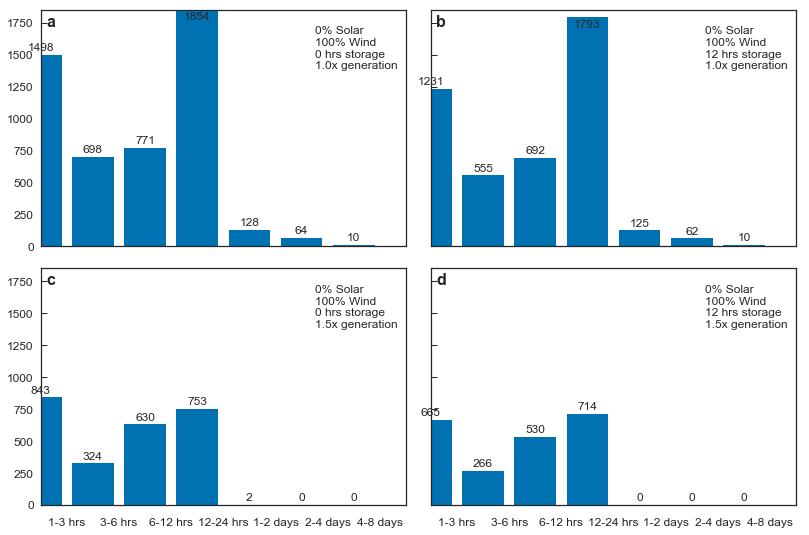 a
1854
0% Solar
100% Wind
0 hrs storage
1.0x generation
1750
1500
1250
1000
750
500
250
0
1498
698
771
128
64
10
b
1793
0% Solar
100% Wind
12 hrs storage
1.0x generation
1231
555
692
125
62
10
c
0% Solar
100% Wind
0 hrs storage
1.5x generation
1750
1500
1250
1000
750
500
250
0
843
324
630
753
2
0
0
1-3 hrs 3-6 hrs 6-12 hrs 12-24 hrs 1-2 days 2-4 days 4-8 days
d
0% Solar
100% Wind
12 hrs storage
1.5x generation
665
266
530
714
0
0
0
1-3 hrs 3-6 hrs 6-12 hrs 12-24 hrs 1-2 days 2-4 days 4-8 days